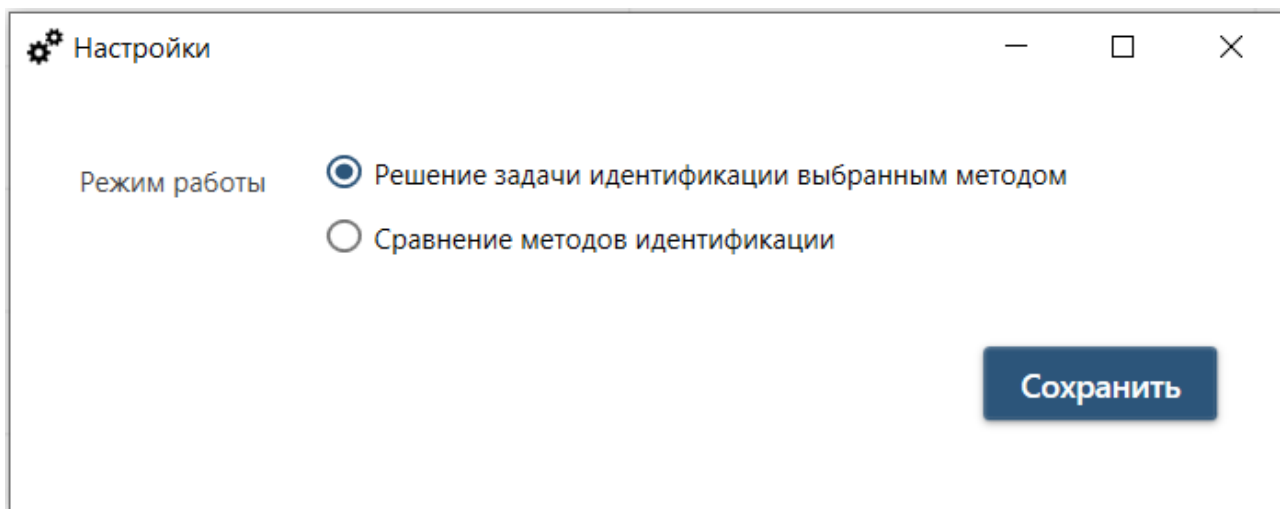 Настройки
Режим работы
Решение задачи идентификации выбранным методом
Сравнение методов идентификации
Сохранить